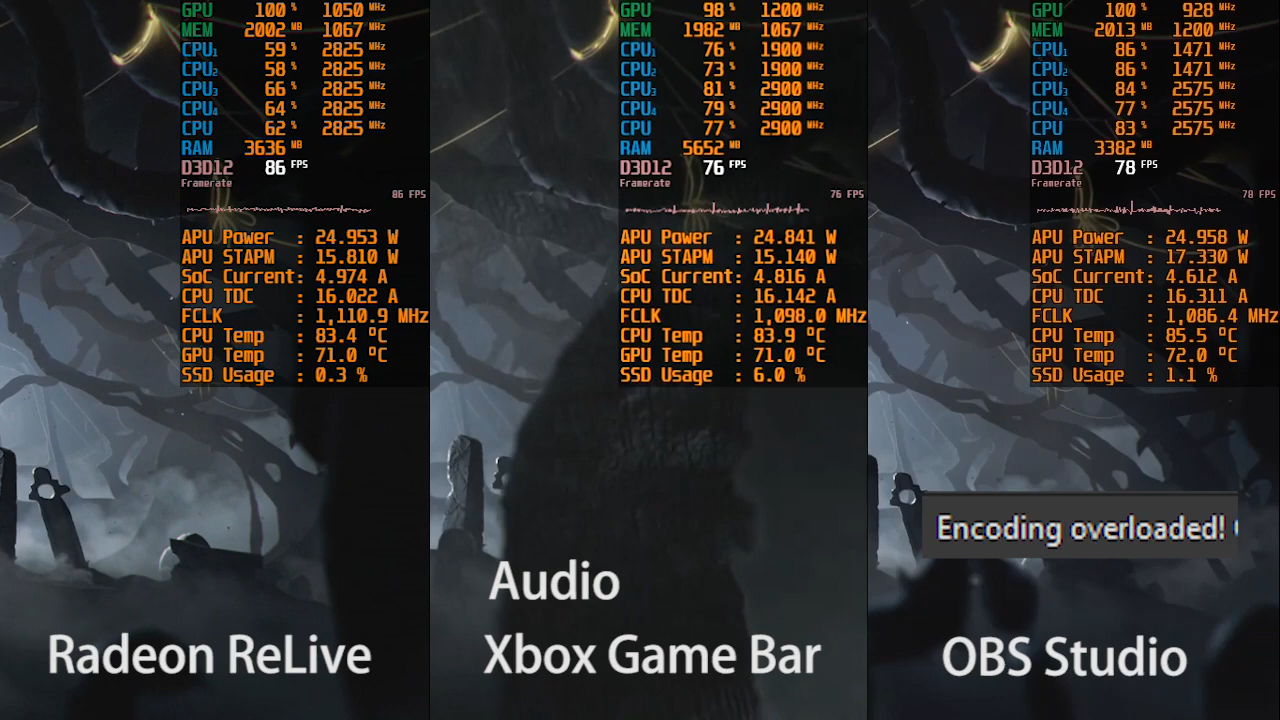 GPU 100 % 1050 MHz
MEM 2002 MB 1067 MHz
CPU1 59 % 2825 MHz
CPU2 58 % 2825 MHz
CPU3 66 % 2825 MHz
CPU4 64 % 2825 MHz
CPU 62 % 2825 MHz
RAM 3636 MB
D3D12 86 FPS
Framerate
86 FPS
APU Power : 24.953 W
APU STAPM : 15.810 W
SoC Current: 4.974 A
CPU TDC : 16.022 A
FCLK : 1,110.9 MHz
CPU Temp : 83.4 ºC
GPU Temp : 71.0 ºC
SSD Usage : 0.3 %
Radeon ReLive
GPU 98 % 1200 MHz
MEM 1982 MB 1067 MHz
CPU1 76 % 1900 MHz
CPU2 73 % 1900 MHz
CPU3 81 % 2900 MHz
CPU4 79 % 2900 MHz
CPU 77 % 2900 MHz
RAM 5652 MB
D3D12 76 FPS
Framerate
76 FPS
APU Power : 24.841 W
APU STAPM : 15.140 W
SoC Current: 4.816 A
CPU TDC : 16.142 A
FCLK : 1,098.0 MHz
CPU Temp : 83.9 ºC
GPU Temp : 71.0 ºC
SSD Usage : 6.0 %
Audio
Xbox Game Bar
GPU 100 % 928 MHz
MEM 2013 MB 1200 MHz
CPU1 86 % 1471 MHz
CPU2 86 % 1471 MHz
CPU3 84 % 2575 MHz
CPU4 77 % 2575 MHz
CPU 83 % 2575 MHz
RAM 3382 MB
D3D12 78 FPS
Framerate
78 FPS
APU Power : 24.958 W
APU STAPM : 17.330 W
SoC Current: 4.612 A
CPU TDC : 16.311 A
FCLK : 1,086.4 MHz
CPU Temp : 85.5 ºC
GPU Temp : 72.0 ºC
SSD Usage : 1.1 %
Encoding overloaded!
OBS Studio